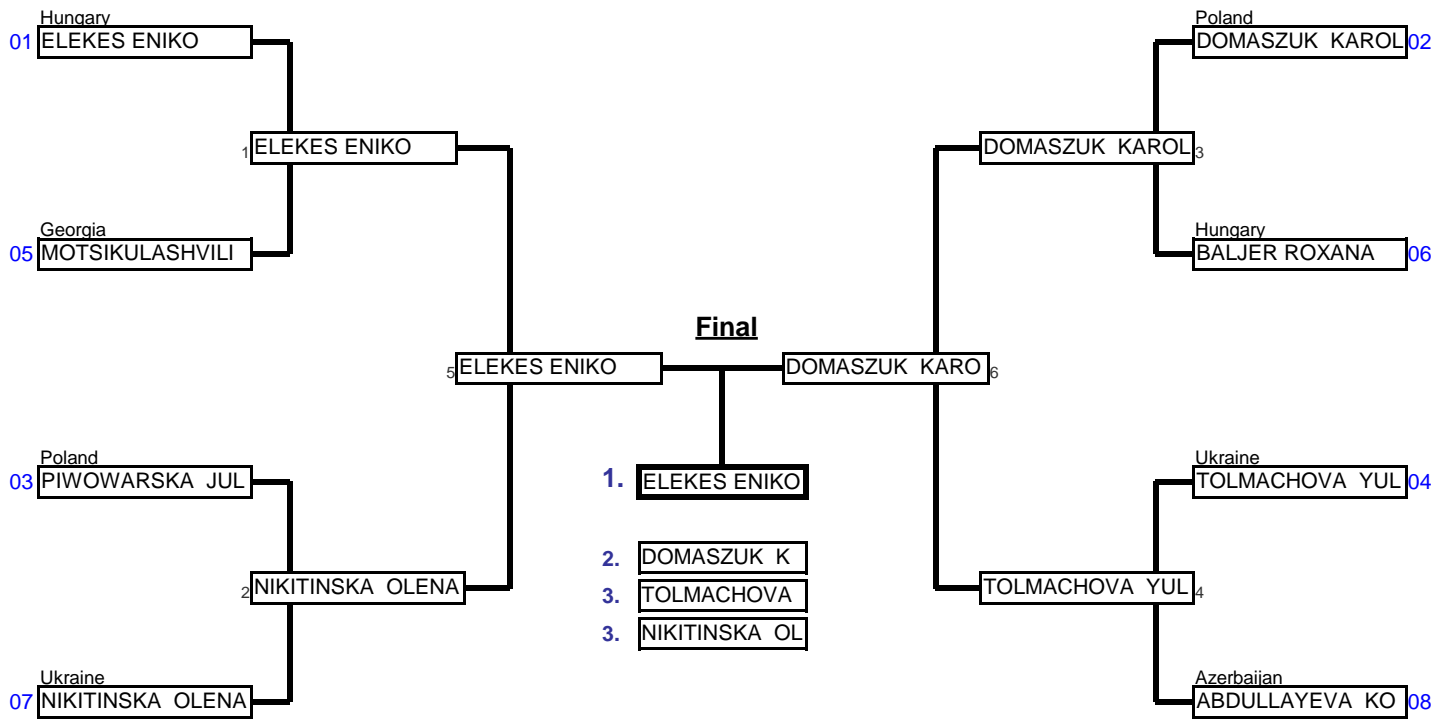 Hungary
01 ELEKES ENIKO
Poland
DOMASZUK KAROL 02
1 ELEKES ENIKO
DOMASZUK KAROL 3
Georgia
05 MOTSIKULASHVILI
Hungary
BALJER ROXANA 06
Final
5 ELEKES ENIKO
DOMASZUK KARO 6
Poland
03 PIWOWARSKA JUL
1. ELEKES ENIKO
Ukraine
TOLMACHOVA YUL 04
2. DOMASZUK K
2 NIKITINSKA OLENA
3. TOLMACHOVA
TOLMACHOVA YUL 4
3. NIKITINSKA OL
Ukraine
07 NIKITINSKA OLENA
Azerbaijan
ABDULLAYEVA KO 08